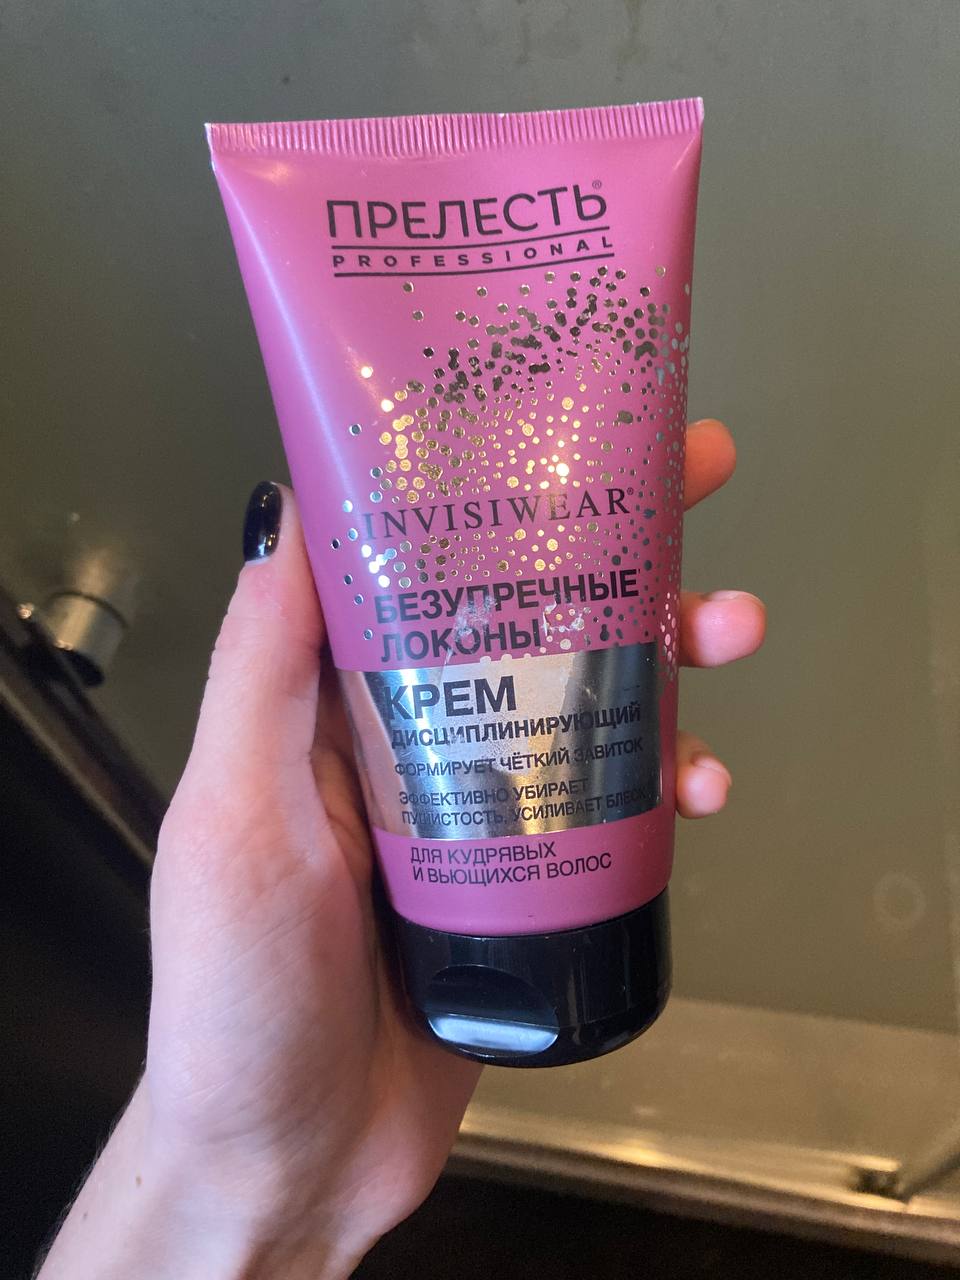 ПРЕЛЕСТЬ®
PROFESSIONAL
INVISIWEAR®
БЕЗУПРЕЧНЫЕ
ЛОКОНЫ
КРЕМ
ДИСЦИПЛИНИРУЮЩИЙ
ФОРМИРУЕТ ЧЁТКИЙ ЗАВИТОК
ЭФФЕКТИВНО УБИРАЕТ
ПУШИСТОСТЬ, УСИЛИВАЕТ БЛЕСК
ДЛЯ КУДРЯВЫХ
И ВЬЮЩИХСЯ ВОЛОС